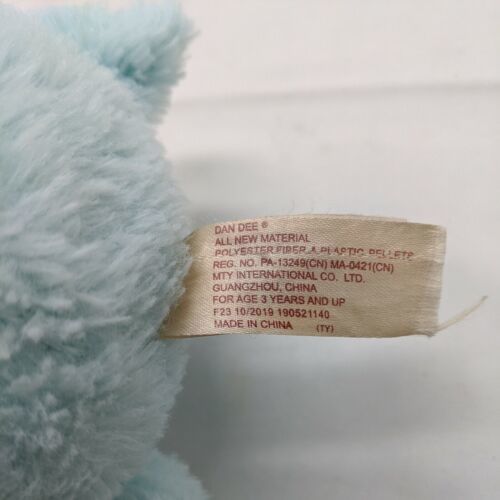 DAN DEE ®
ALL NEW MATERIAL
POLYESTER FIBER & PLASTIC PELLETS
REG. NO. PA-13249(CN) MA-0421(CN)
MTY INTERNATIONAL CO. LTD.
GUANGZHOU, CHINA
FOR AGE 3 YEARS AND UP
F23 10/2019 190521140
MADE IN CHINA (TY)